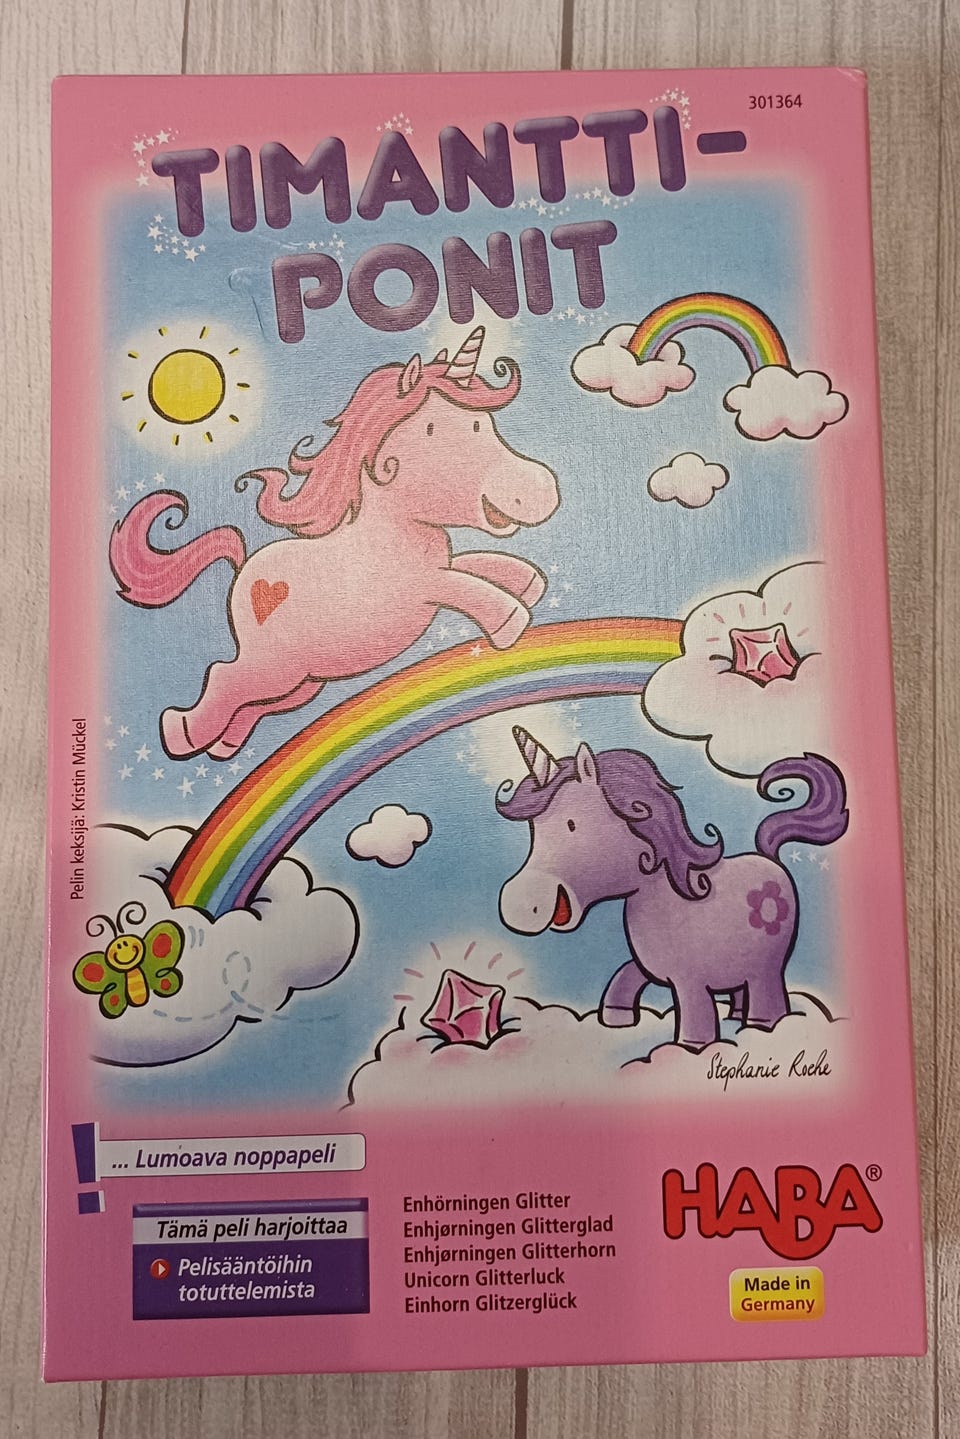 301364
TIMANTTI-
PONIT
Pelin keksijä: Kristin Mückel
Stephanie Roehe
... Lumoava noppapeli
Tämä peli harjoittaa
Pelisääntöihin
totuttelemista
Enhörningen Glitter
Enhjørningen Glitterglad
Enhjørningen Glitterhorn
Unicorn Glitterluck
Einhorn Glitzerglück
HABA®
Made in
Germany